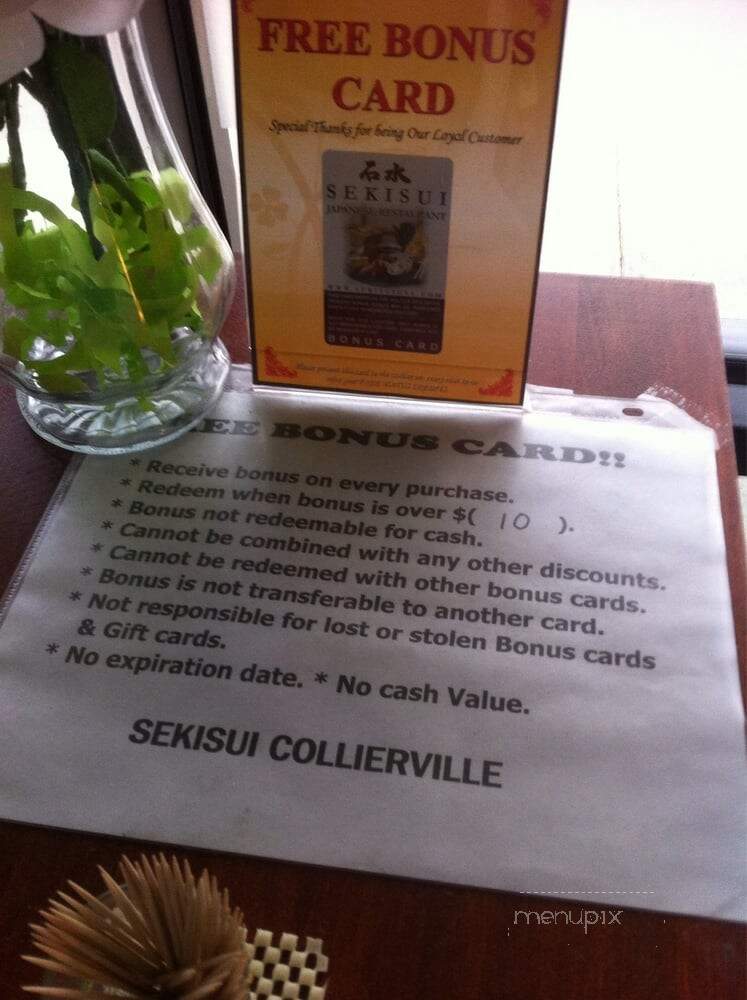 FREE BONUS
CARD
Special Thanks for being Our Loyal Customer
石水
SEKISUI
JAPANESE RESTAURANT
BONUS CARD
EE BONUS CARD!!
* Receive bonus on every purchase.
* Redeem when bonus is over $( 10 ).
* Bonus not redeemable for cash.
* Cannot be combined with any other discounts.
* Cannot be redeemed with other bonus cards.
* Bonus is not transferable to another card.
* Not responsible for lost or stolen Bonus cards
& Gift cards.
* No expiration date. * No cash Value.
SEKISUI COLLIERVILLE
menupix